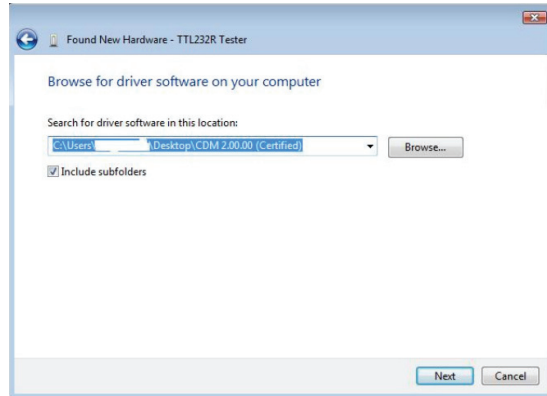 Found New Hardware - TTL232R Tester
Browse for driver software on your computer
Search for driver software in this location:
C:\Users\ \Desktop\CDM 2.00.00 (Certified)
Browse...
Include subfolders
Next
Cancel